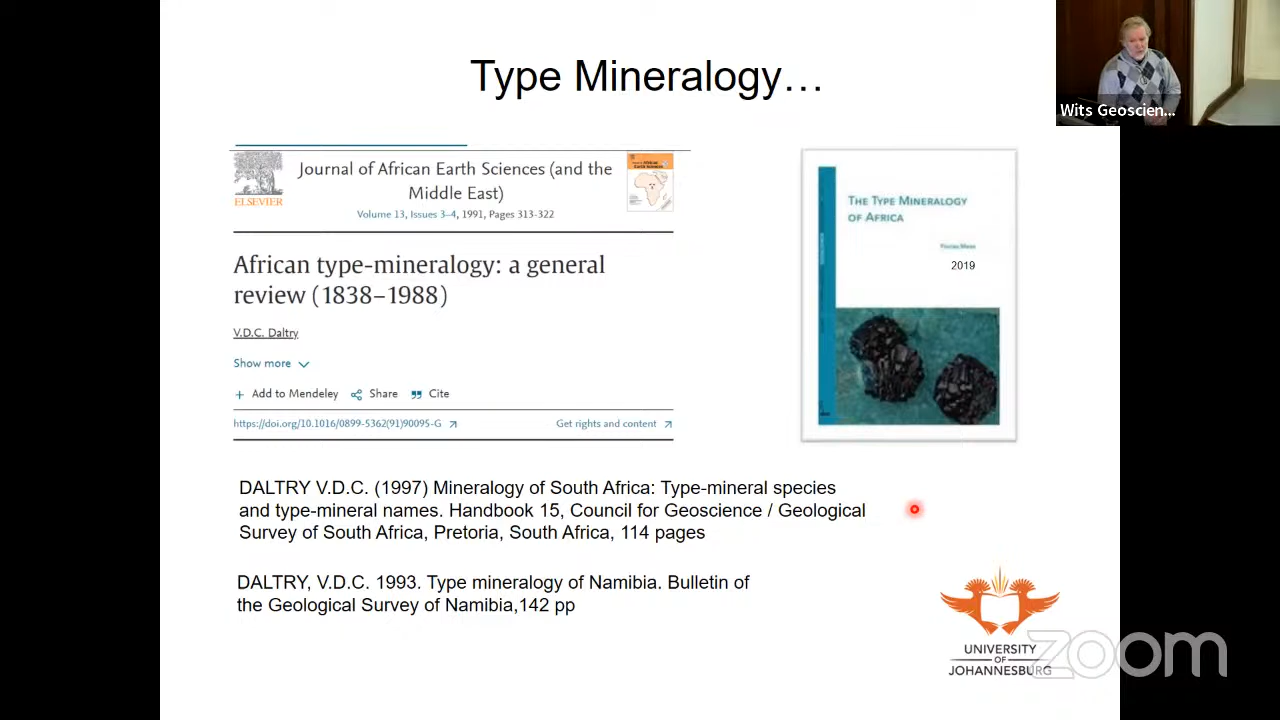 Type Mineralogy…
Wits Geoscien...
ELSEVIER
Journal of African Earth Sciences (and the
Middle East)
Volume 13, Issues 3–4, 1991, Pages 313-322
African type-mineralogy: a general
review (1838–1988)
V.D.C. Daltry
Show more
Add to Mendeley
Share
Cite
https://doi.org/10.1016/0899-5362(91)90095-G
Get rights and content
THE TYPE MINERALOGY
OF AFRICA
2019
DALTRY V.D.C. (1997) Mineralogy of South Africa: Type-mineral species
and type-mineral names. Handbook 15, Council for Geoscience / Geological
Survey of South Africa, Pretoria, South Africa, 114 pages
DALTRY, V.D.C. 1993. Type mineralogy of Namibia. Bulletin of
the Geological Survey of Namibia,142 pp
UNIVERSITY
OF
JOHANNESBURG
zoom